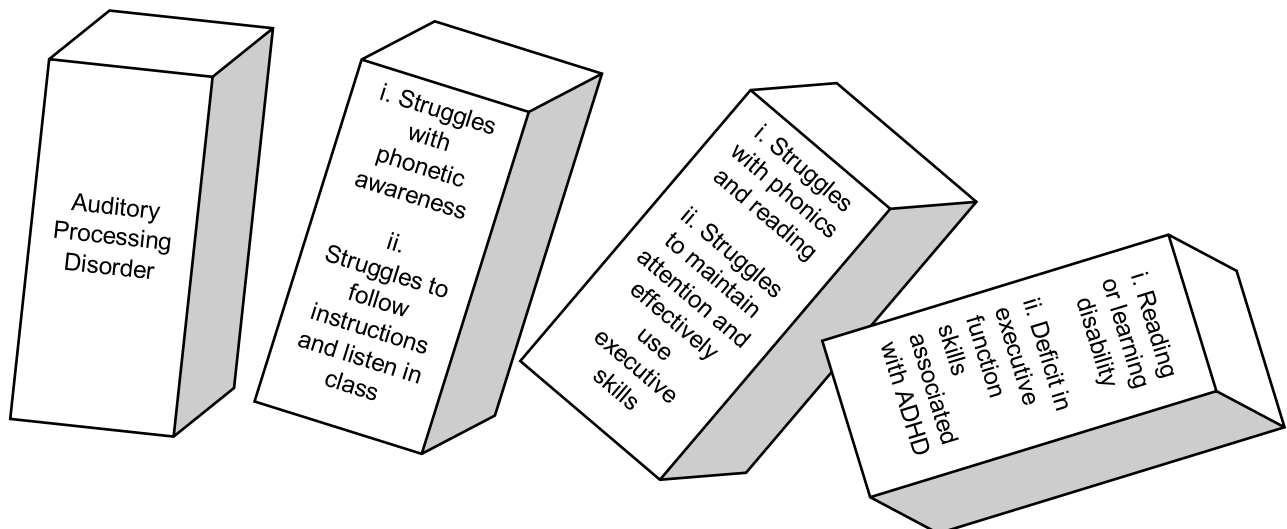 Auditory
Processing
Disorder
i. Struggles
with
phonetic
awareness
ii.
Struggles to
follow
instructions
and listen in
class
i. Struggles
with phonics
and reading
ii. Struggles
to maintain
attention and
effectively
use
executive
skills
i. Reading
or learning
disability
ii. Deficit in
executive
function
skills
associated
with ADHD